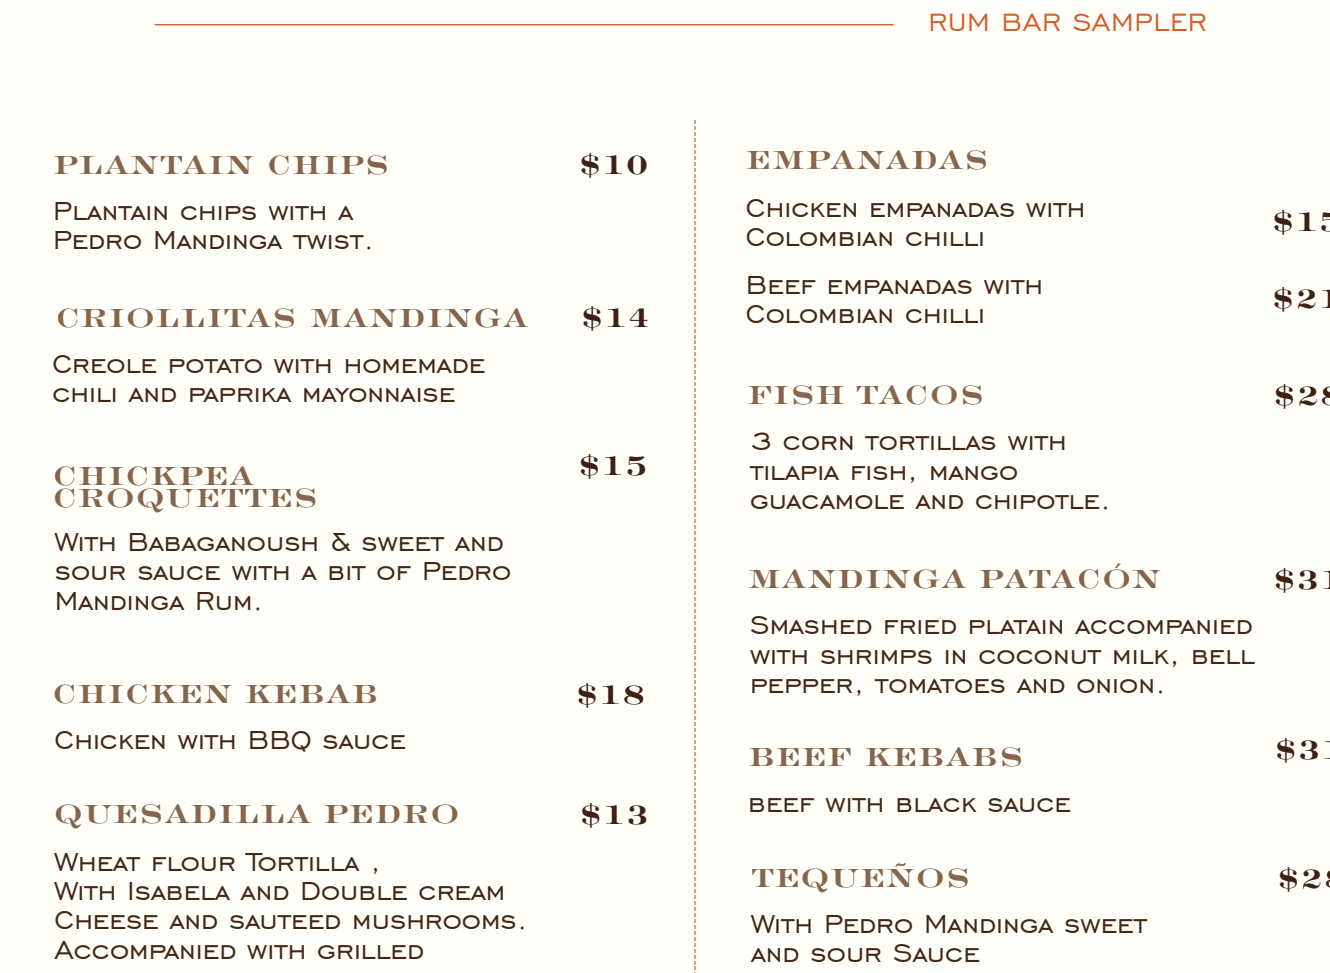 RUM BAR SAMPLER
PLANTAIN CHIPS $10
PLANTAIN CHIPS WITH A
PEDRO MANDINGA TWIST.
CRIOLLITAS MANDINGA $14
CREOLE POTATO WITH HOMEMADE
CHILI AND PAPRIKA MAYONNAISE
CHICKPEA
CROQUETTES $15
WITH BABAGANOUSH & SWEET AND
SOUR SAUCE WITH A BIT OF PEDRO
MANDINGA RUM.
CHICKEN KEBAB $18
CHICKEN WITH BBQ SAUCE
QUESADILLA PEDRO $13
WHEAT FLOUR TORTILLA ,
WITH ISABELA AND DOUBLE CREAM
CHEESE AND SAUTEED MUSHROOMS.
ACCOMPANIED WITH GRILLED
EMPANADAS
CHICKEN EMPANADAS WITH
COLOMBIAN CHILLI $15
BEEF EMPANADAS WITH
COLOMBIAN CHILLI $21
FISH TACOS $28
3 CORN TORTILLAS WITH
TILAPIA FISH, MANGO
GUACAMOLE AND CHIPOTLE.
MANDINGA PATACÓN $31
SMASHED FRIED PLATAIN ACCOMPANIED
WITH SHRIMPS IN COCONUT MILK, BELL
PEPPER, TOMATOES AND ONION.
BEEF KEBABS $31
BEEF WITH BLACK SAUCE
TEQUEÑOS $28
WITH PEDRO MANDINGA SWEET
AND SOUR SAUCE